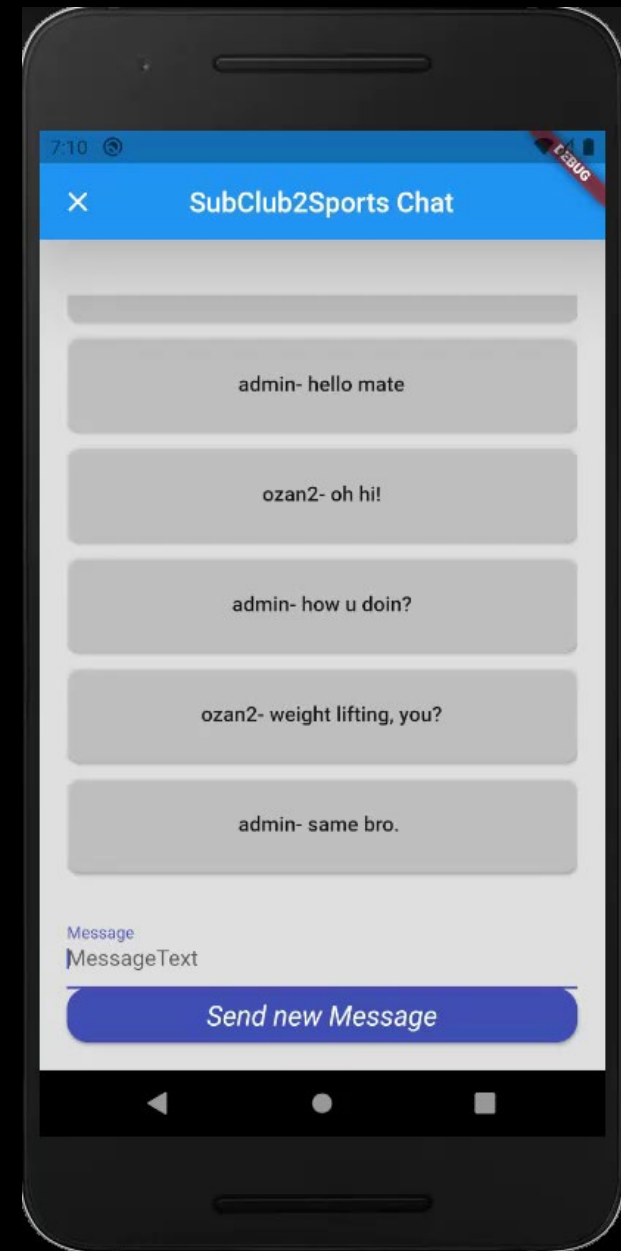 7:10
DEBUG
SubClub2Sports Chat
admin- hello mate
ozan2- oh hi!
admin- how u doin?
ozan2- weight lifting, you?
admin- same bro.
Message
MessageText
Send new Message